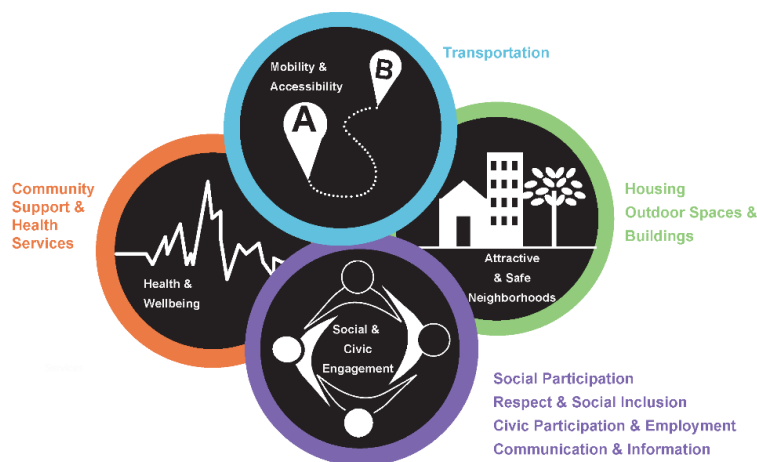 Transportation
Mobility &
Accessibility
A
B
Community
Support &
Health
Services
Health &
Wellbeing
Housing
Outdoor Spaces &
Buildings
Attractive
& Safe
Neighborhoods
Social &
Civic
Engagement
Social Participation
Respect & Social Inclusion
Civic Participation & Employment
Communication & Information